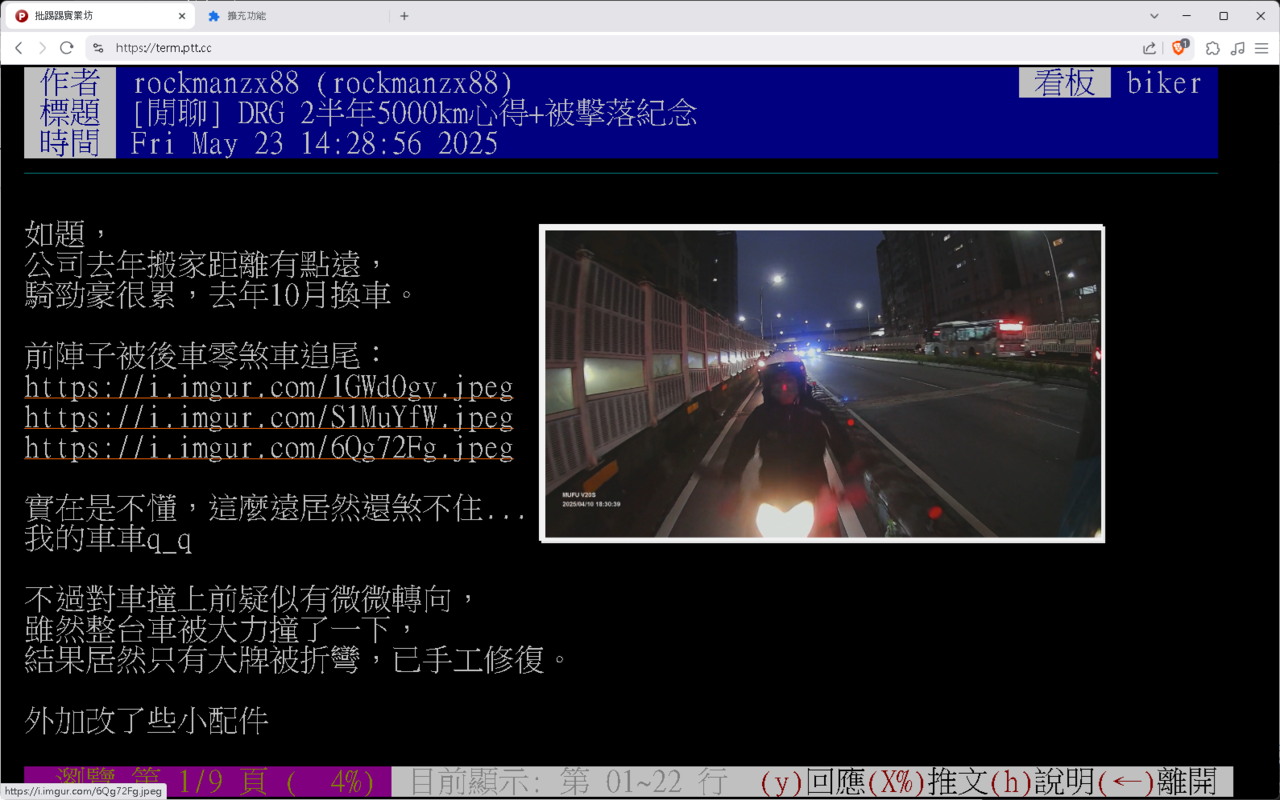 批踢踢實業坊
擴充功能
https://term.ptt.cc
1
作者 rockmanzx88 (rockmanzx88) 看板 biker
標題 [閒聊] DRG 2半年5000km心得+被擊落紀念
時間 Fri May 23 14:28:56 2025
如題，
公司去年搬家距離有點遠，
騎勁豪很累，去年10月換車。
前陣子被後車零煞車追尾：
https://i.imgur.com/1GWd0gv.jpeg
https://i.imgur.com/S1MuYfW.jpeg
https://i.imgur.com/6Qg72Fg.jpeg
MUFU V20S
2025/04/18 18:30:39
實在是不懂，這麼遠居然還煞不住...
我的車車q_q
不過對車撞上前疑似有微微轉向，
雖然整台車被大力撞了一下，
結果居然只有大牌被折彎，已手工修復。
外加改了些小配件
瀏覽 第 1/9 頁 ( 4%) 目前顯示: 第 01~22 行 (y)回應(X%)推文(h)說明(←)離開
https://i.imgur.com/6Qg72Fg.jpeg